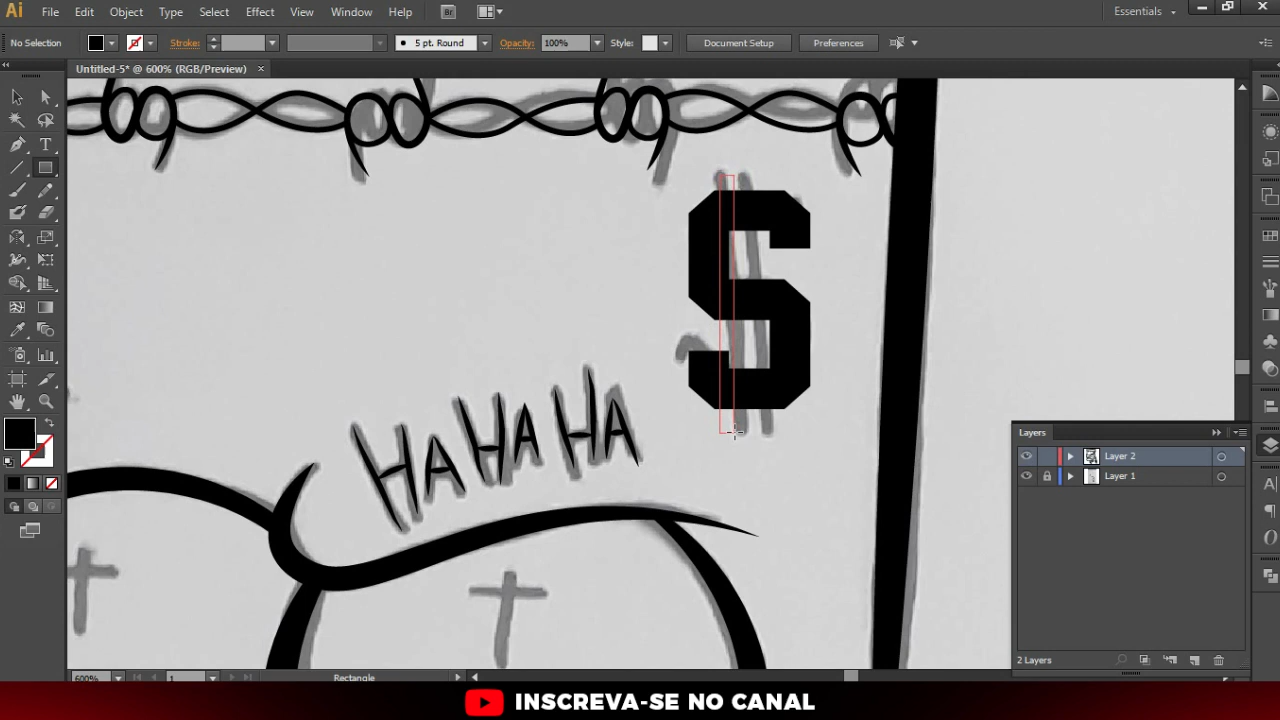 Ai File Edit Object Type Select Effect View Window Help Br Essentials
No Selection Stroke: 5 pt. Round Opacity: 100% Style: Document Setup Preferences
Untitled-5* @ 600% (RGB/Preview) ×
S
HAHAHA
Layers
Layer 2
Layer 1
2 Layers
600% 1 Rectangle
INSCREVA-SE NO CANAL